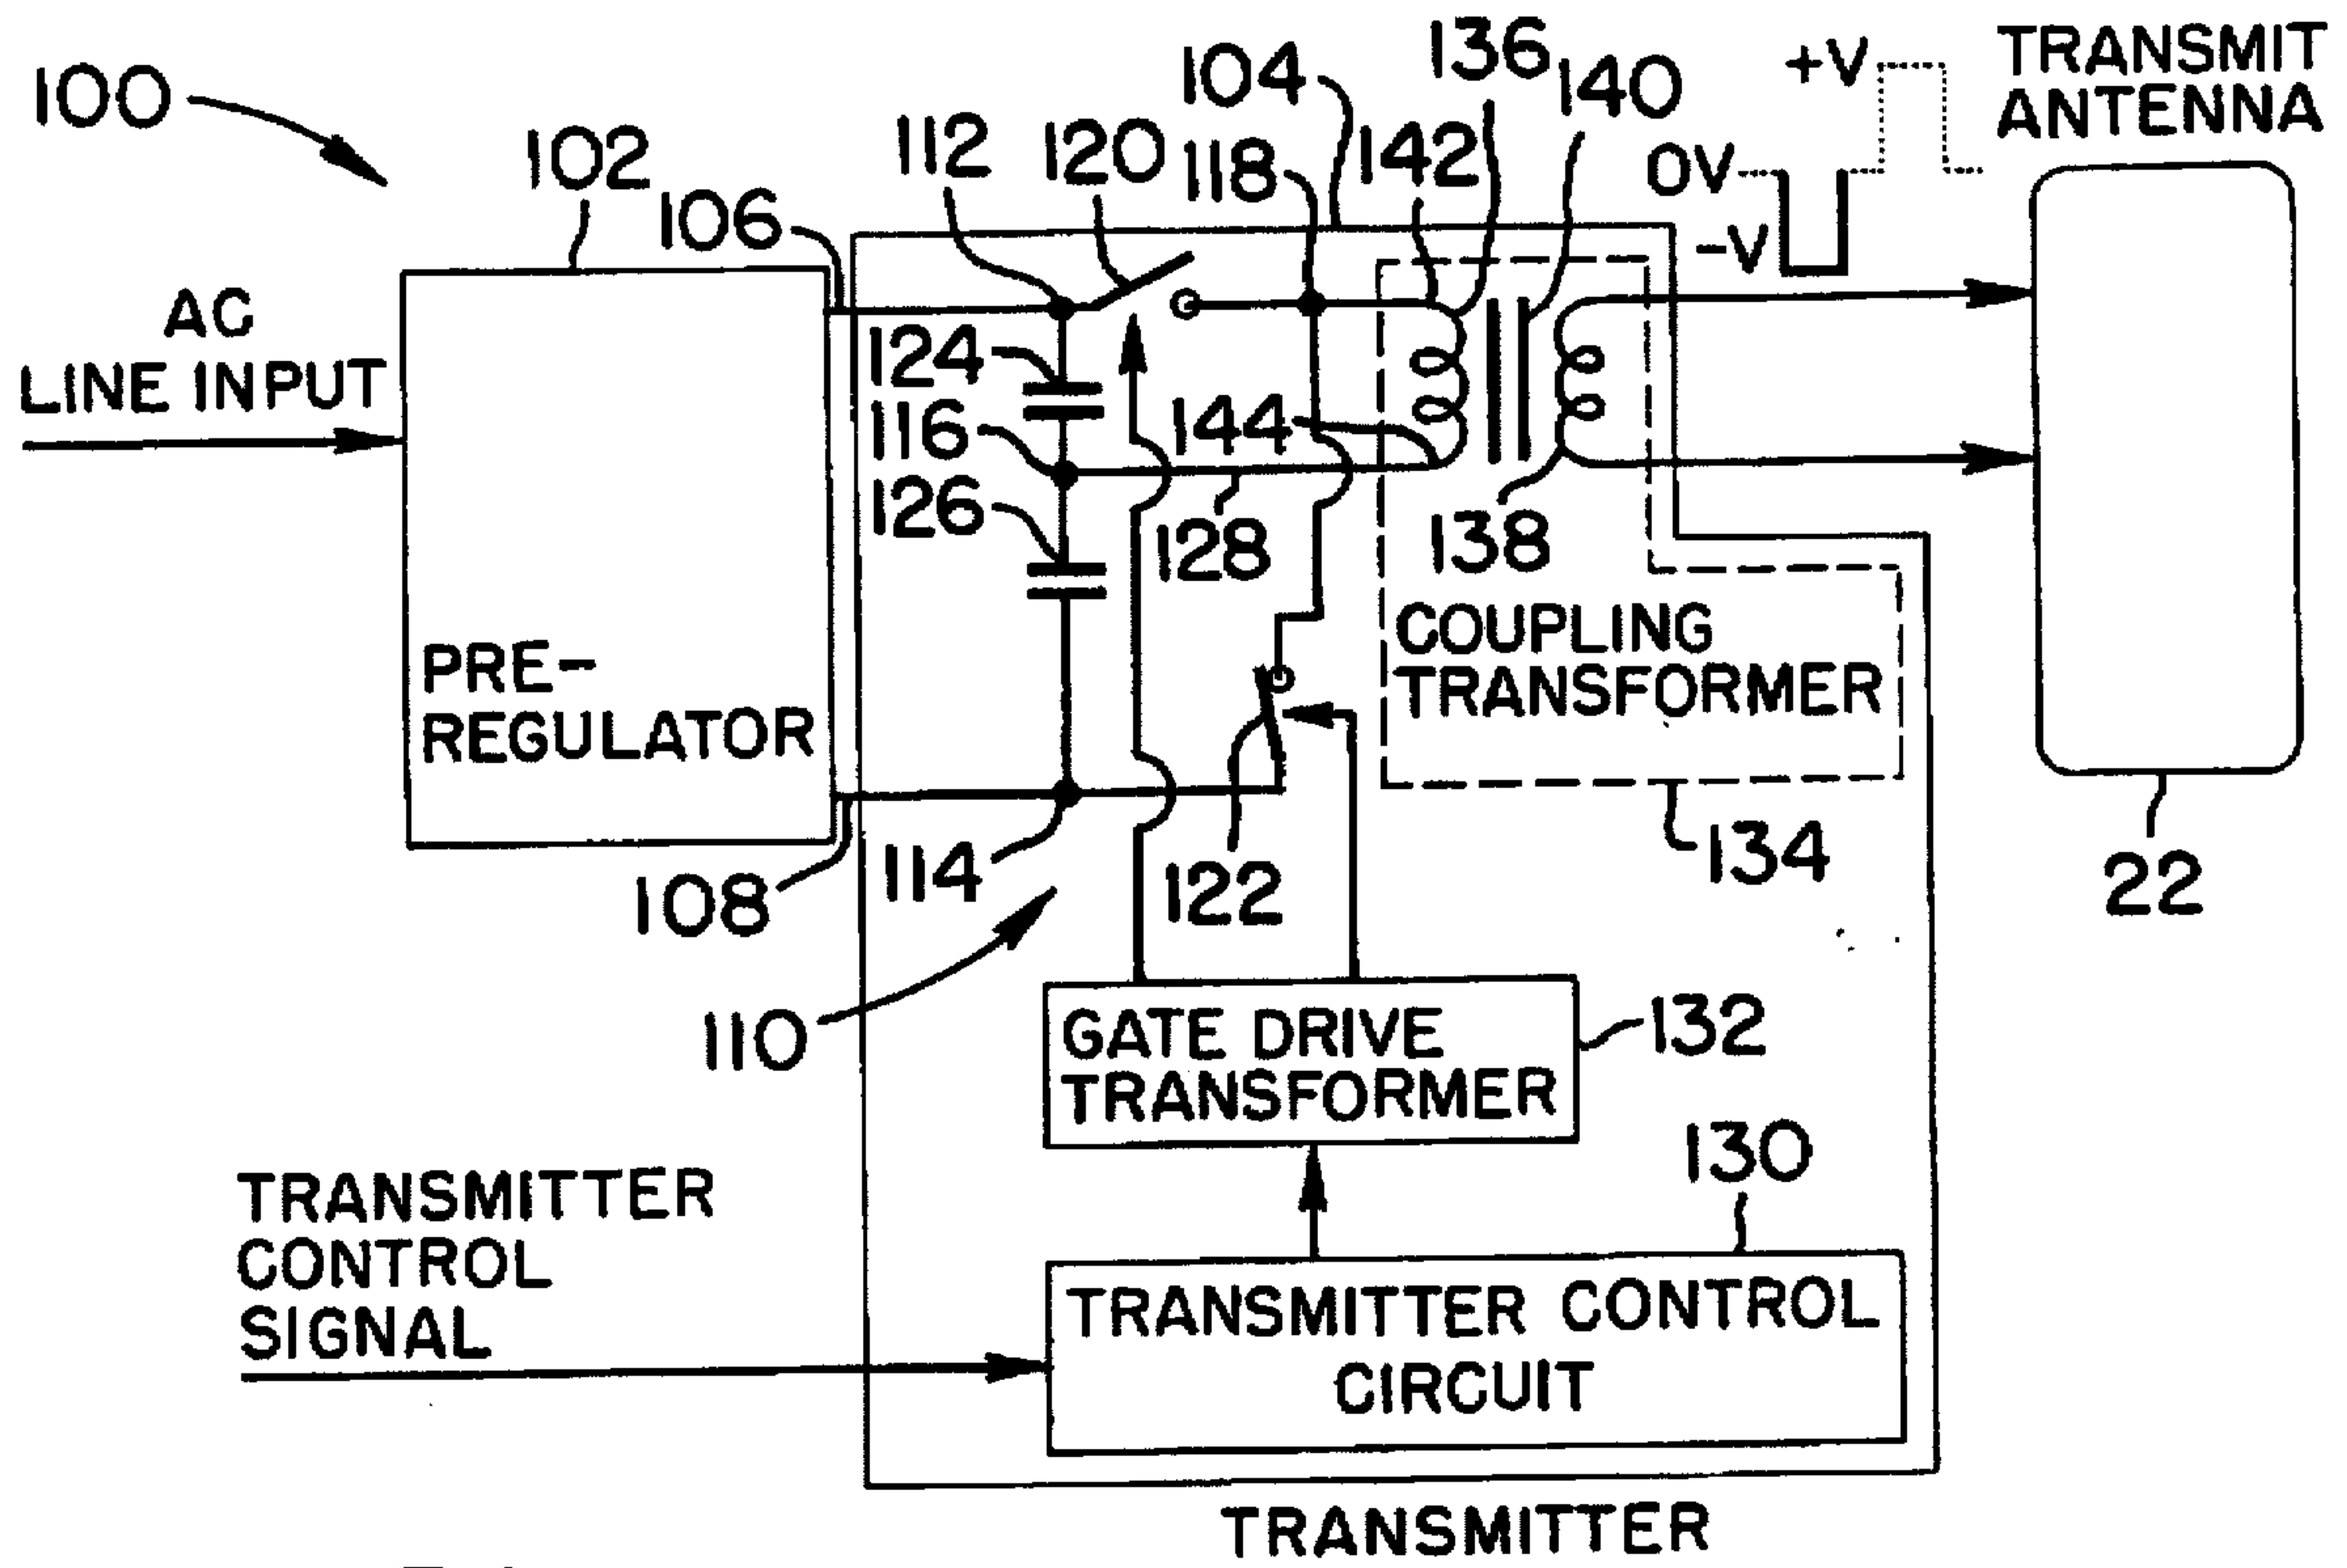 100
102
106
112
120
104
118
142
136
140
+V
0V
-V
TRANSMIT
ANTENNA
AC
LINE INPUT
124
116
126
144
128
138
PRE-
REGULATOR
COUPLING
TRANSFORMER
108
114
122
134
22
110
GATE DRIVE
TRANSFORMER
132
130
TRANSMITTER
CONTROL
SIGNAL
TRANSMITTER CONTROL
CIRCUIT
TRANSMITTER